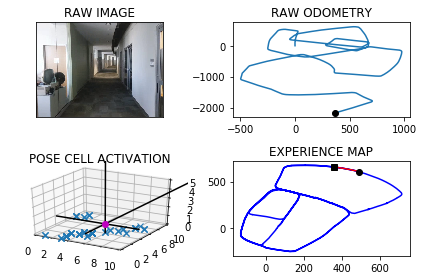 RAW IMAGE
RAW ODOMETRY
0
−1000
−2000
−500 0 500 1000
POSE CELL ACTIVATION
0 2 4 6 8 10
0 2 4 6 8 10
0 1 2 3 4 5
EXPERIENCE MAP
500
0
0 200 400 600